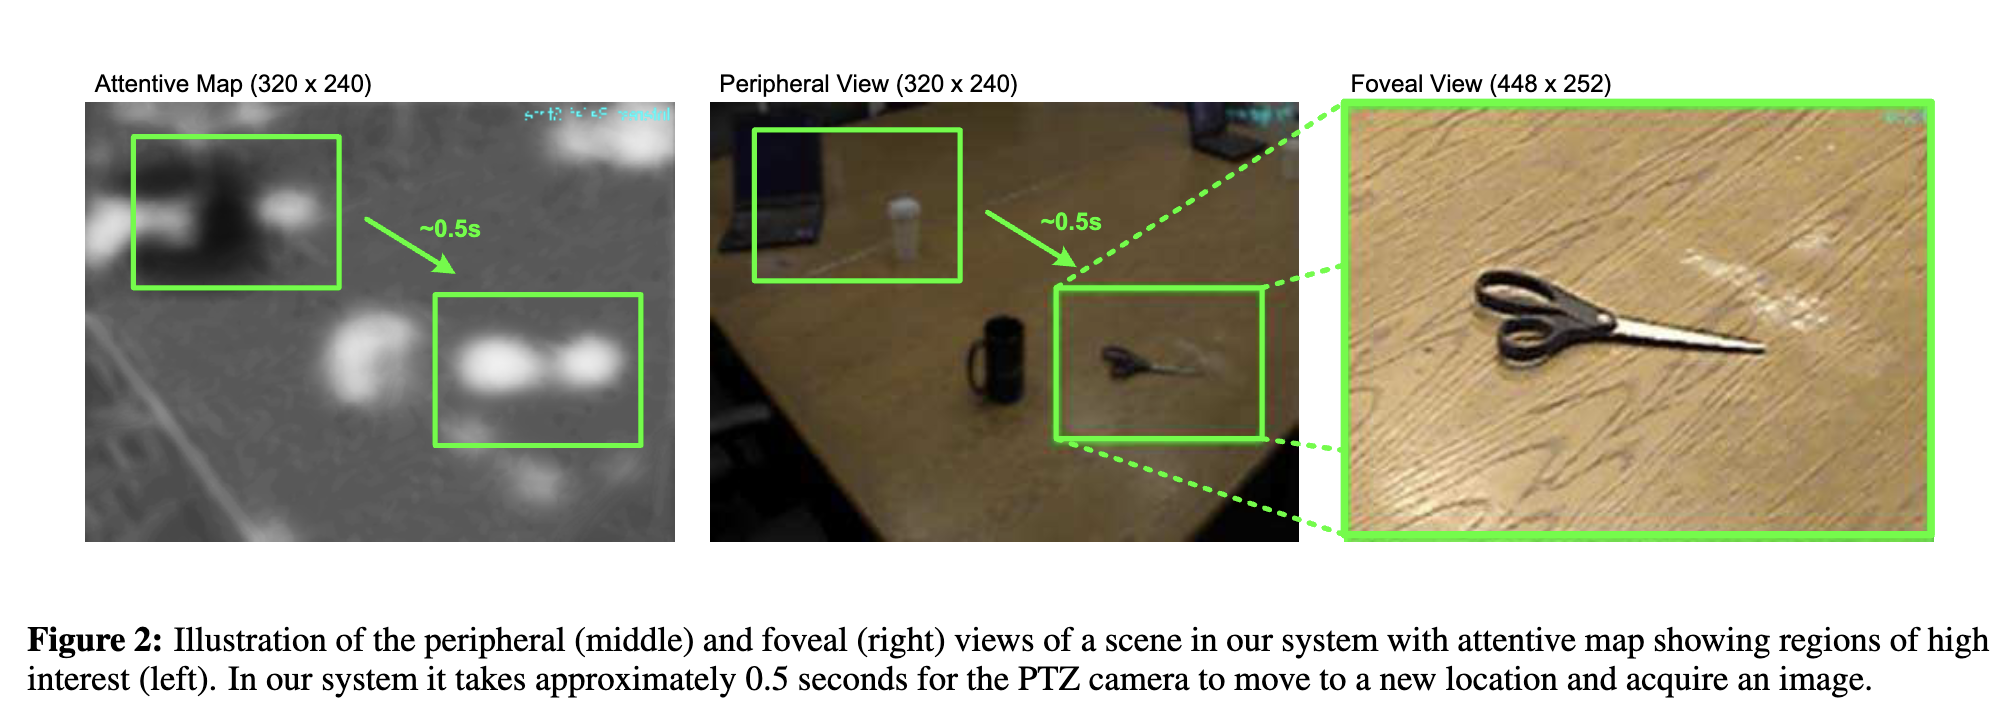 Attentive Map (320 x 240)
Peripheral View (320 x 240)
Foveal View (448 x 252)
~0.5s
~0.5s
Figure 2: Illustration of the peripheral (middle) and foveal (right) views of a scene in our system with attentive map showing regions of high
interest (left). In our system it takes approximately 0.5 seconds for the PTZ camera to move to a new location and acquire an image.